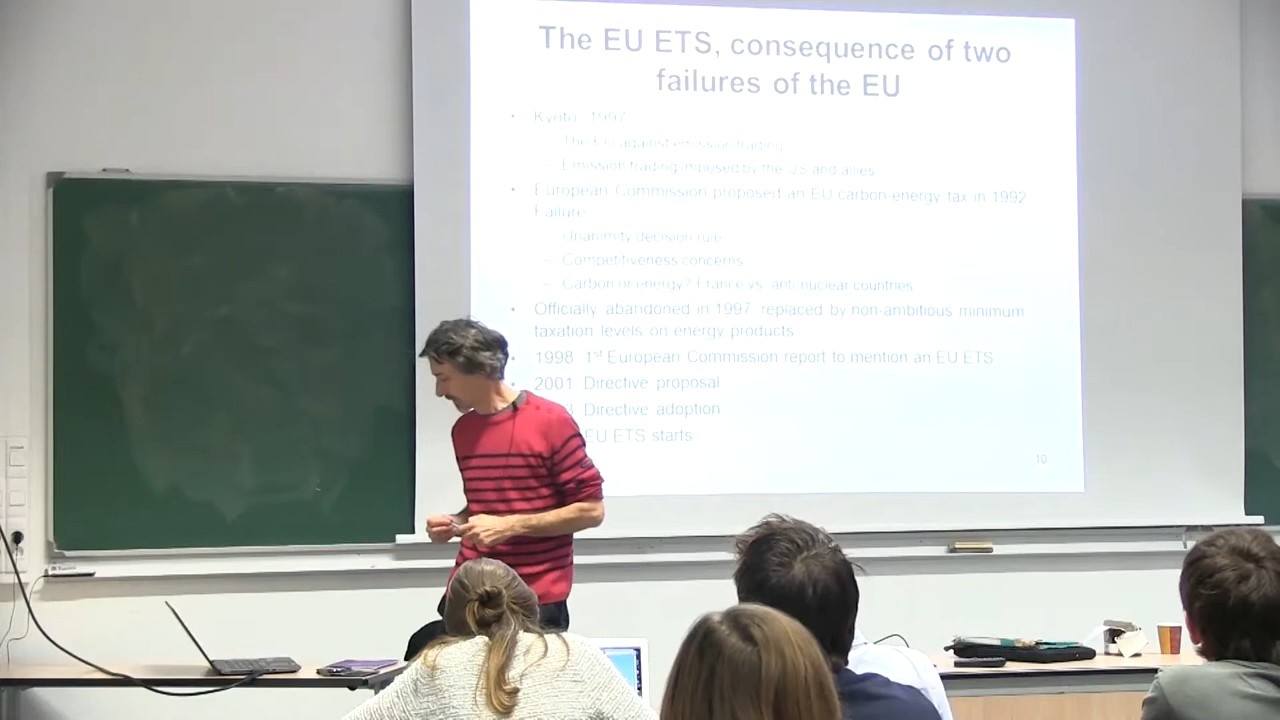 The EU ETS, consequence of two
failures of the EU
• Kyoto, 1997
The EU against emission trading
– Emission trading imposed by the US and allies
• European Commission proposed an EU carbon-energy tax in 1992
Failure
Unanimity decision rule
– Competitiveness concerns
– Carbon or energy? France vs. anti nuclear countries
• Officially abandoned in 1997 replaced by non-ambitious minimum
taxation levels on energy products
• 1998 1st European Commission report to mention an EU ETS
• 2001 Directive proposal
3 Directive adoption
EU ETS starts
10